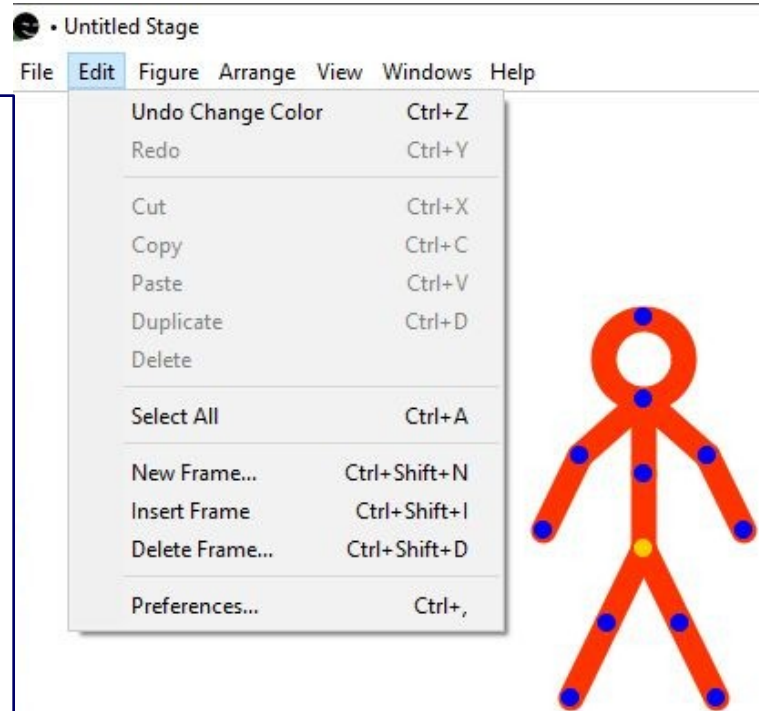 • Untitled Stage
File Edit Figure Arrange View Windows Help
Undo Change Color Ctrl+Z
Redo Ctrl+Y
Cut Ctrl+X
Copy Ctrl+C
Paste Ctrl+V
Duplicate Ctrl+D
Delete
Select All Ctrl+A
New Frame... Ctrl+Shift+N
Insert Frame Ctrl+Shift+I
Delete Frame... Ctrl+Shift+D
Preferences... Ctrl+,